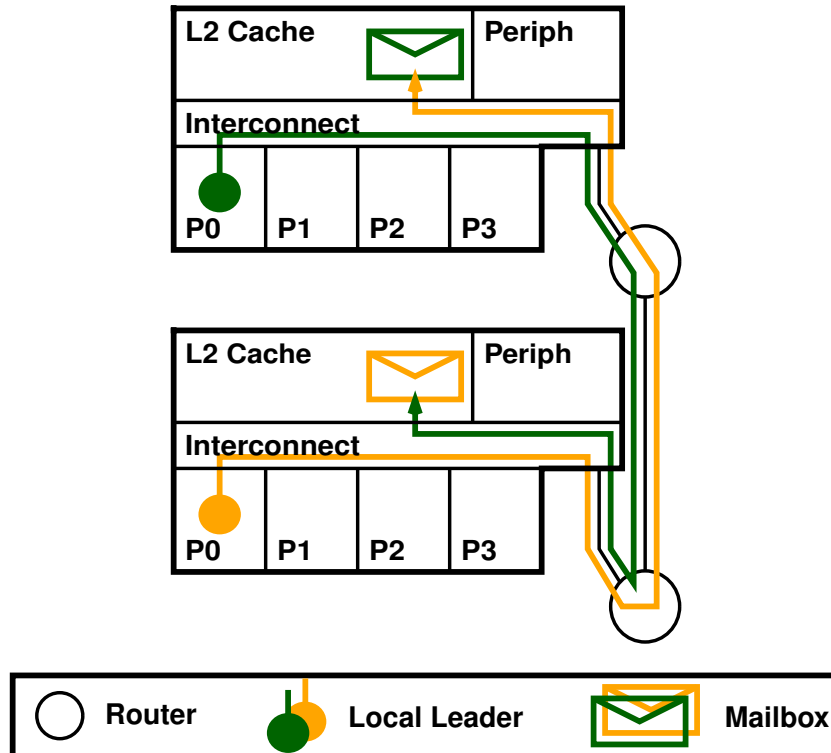 L2 Cache Periph
Interconnect
P0 P1 P2 P3
L2 Cache Periph
Interconnect
P0 P1 P2 P3
Router Local Leader Mailbox